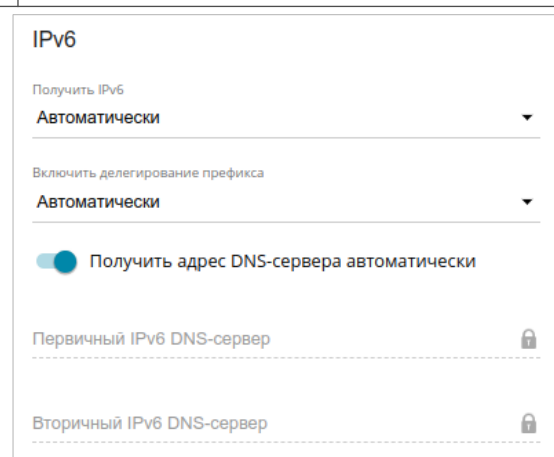 IPv6
Получить IPv6
Автоматически
Включить делегирование префикса
Автоматически
Получить адрес DNS-сервера автоматически
Первичный IPv6 DNS-сервер
Вторичный IPv6 DNS-сервер